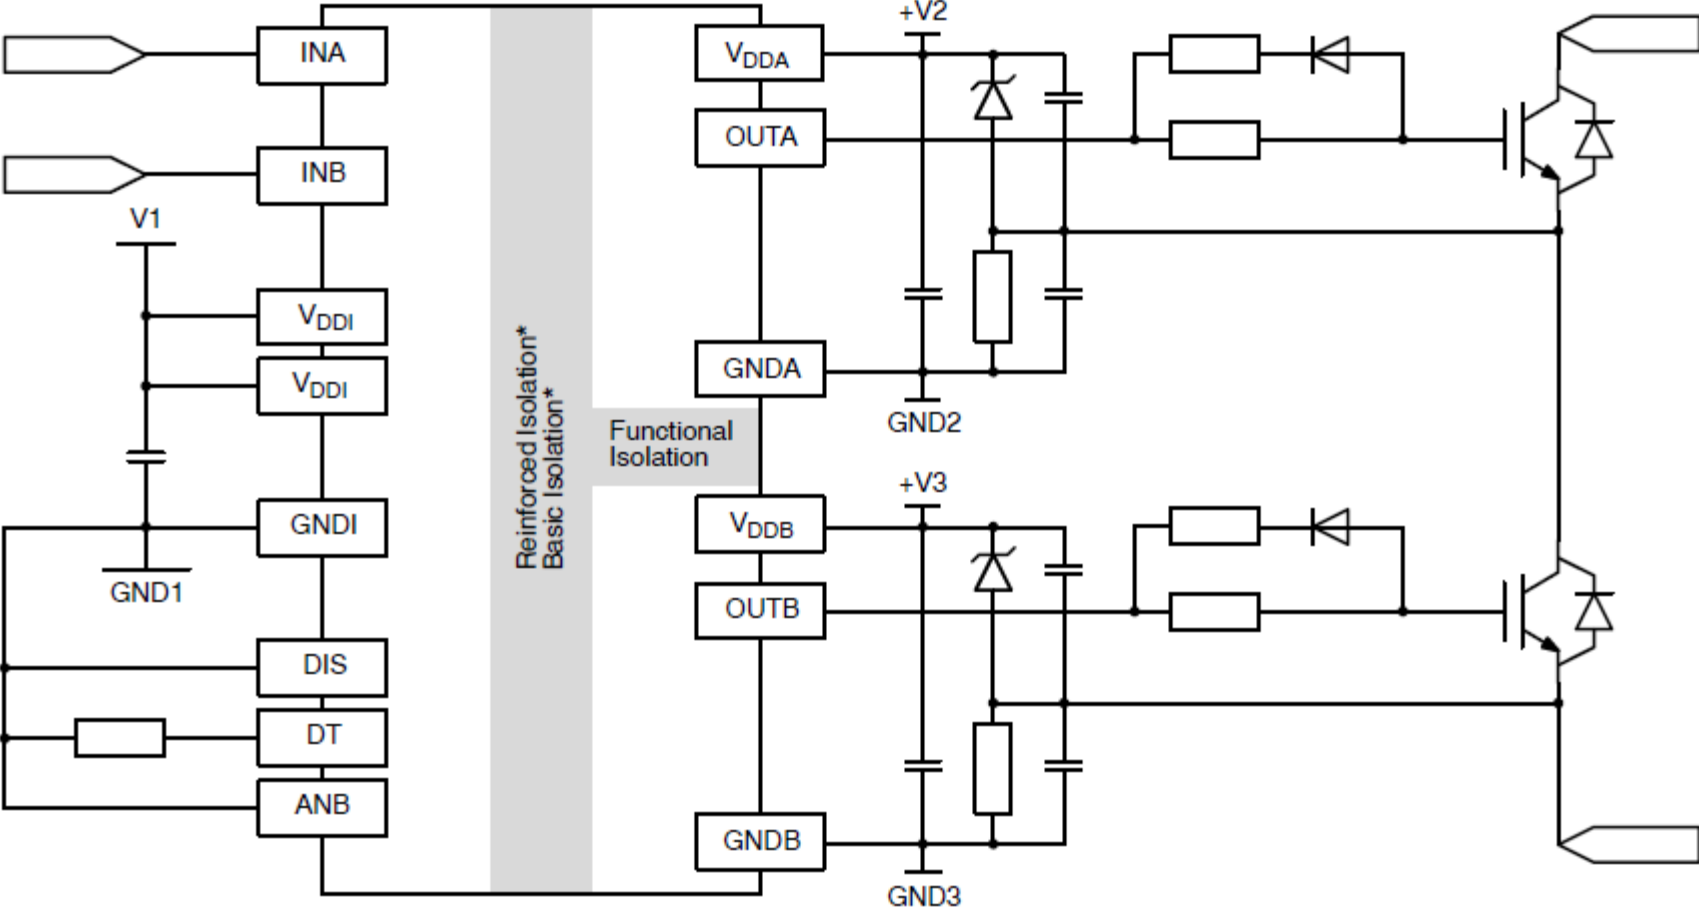 INA
INB
V1
VDDI
VDDI
GNDI
GND1
DIS
DT
ANB
Reinforced Isolation*
Basic Isolation*
Functional
Isolation
VDDA
OUTA
GNDA
VDDB
OUTB
GNDB
+V2
GND2
+V3
GND3